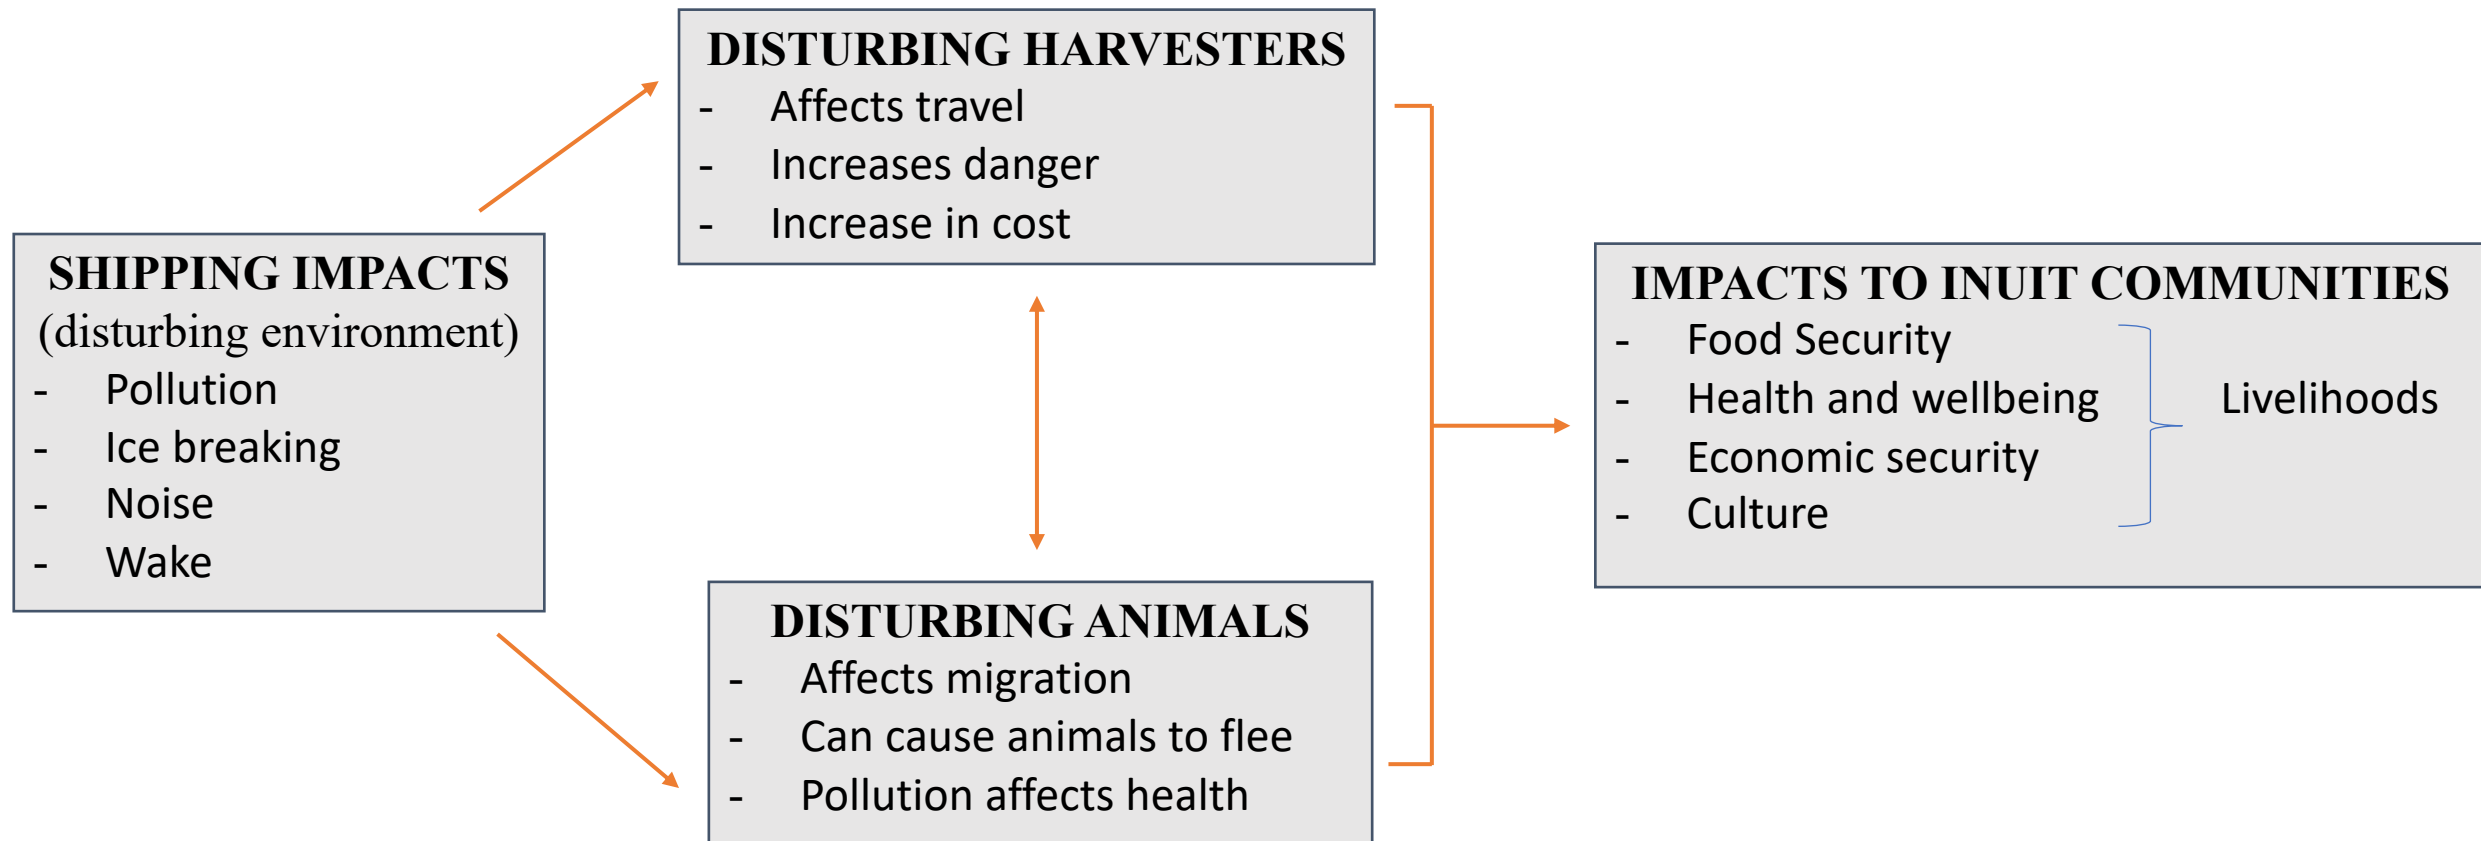 SHIPPING IMPACTS
(disturbing environment)
- Pollution
- Ice breaking
- Noise
- Wake
DISTURBING HARVESTERS
- Affects travel
- Increases danger
- Increase in cost
DISTURBING ANIMALS
- Affects migration
- Can cause animals to flee
- Pollution affects health
IMPACTS TO INUIT COMMUNITIES
- Food Security
- Health and wellbeing
- Economic security
- Culture
Livelihoods